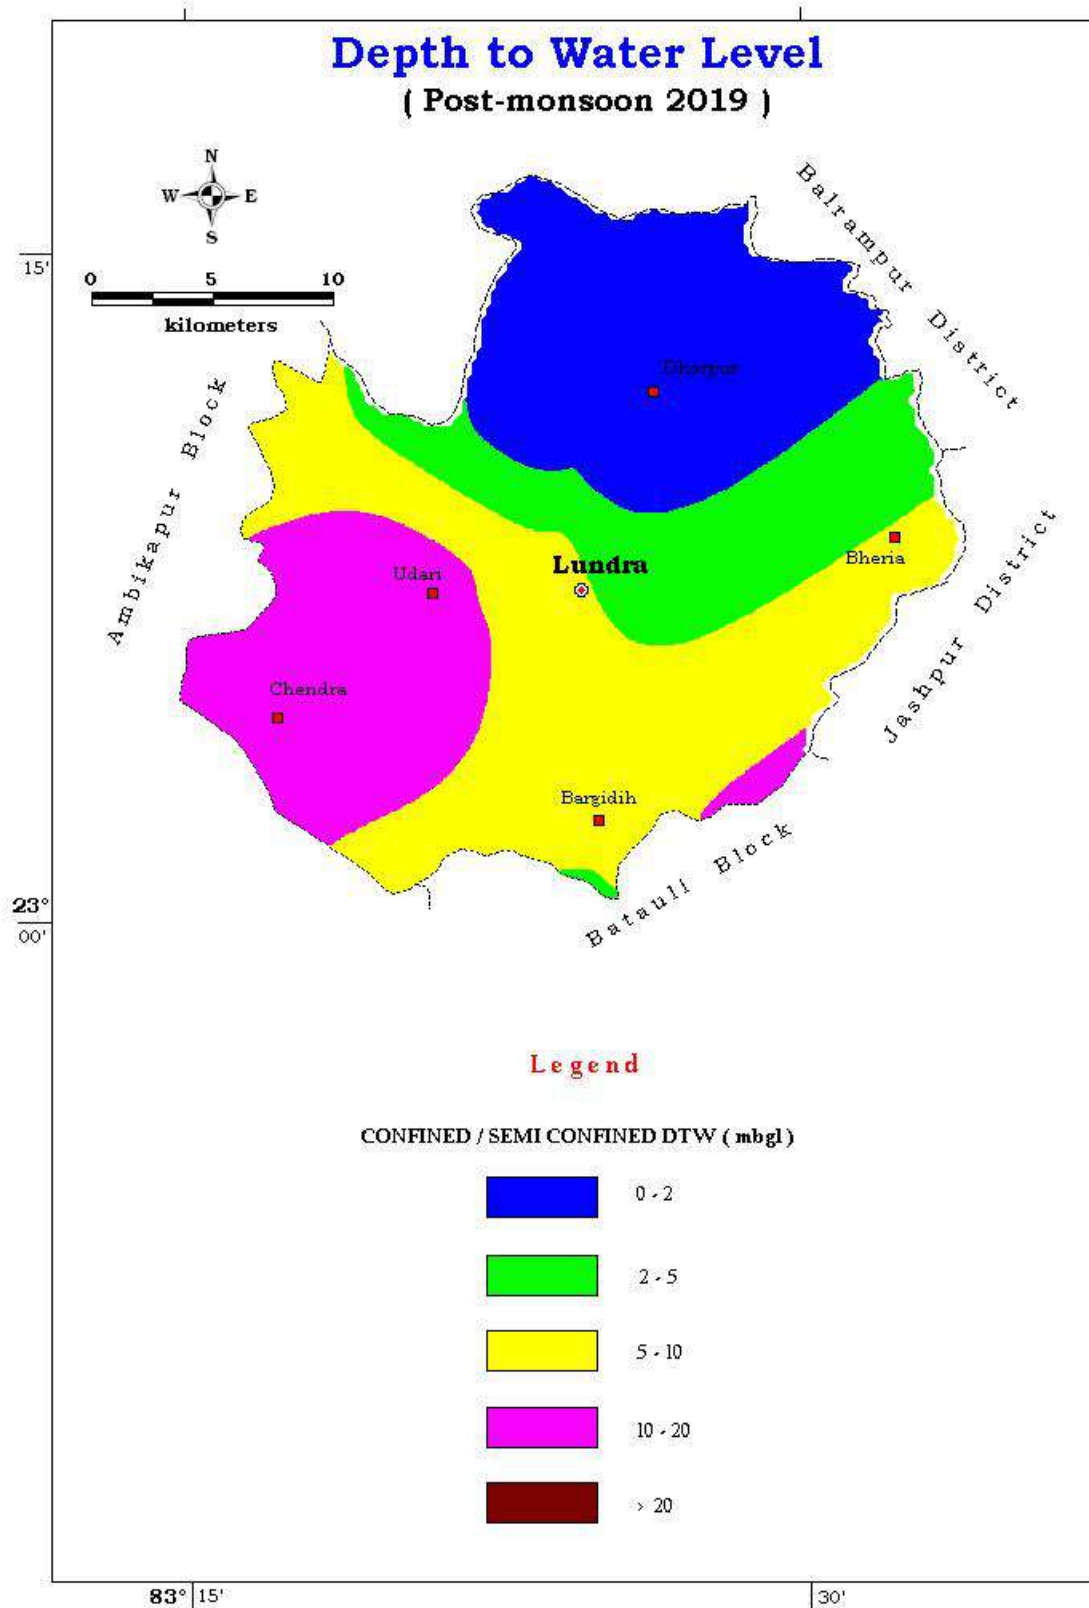 Depth to Water Level
( Post-monsoon 2019 )
N
W E
S
15'
0 5 10
kilometers
Balrampur District
Ambikapur Block
Dhorpur
Lundra
Bheria
Udari
Jashpur District
Chendra
Bargidih
Batauli Block
23°
00'
Legend
CONFINED / SEMI CONFINED DTW ( mbgl )
0 - 2
2 - 5
5 - 10
10 - 20
> 20
83° 15' 30'